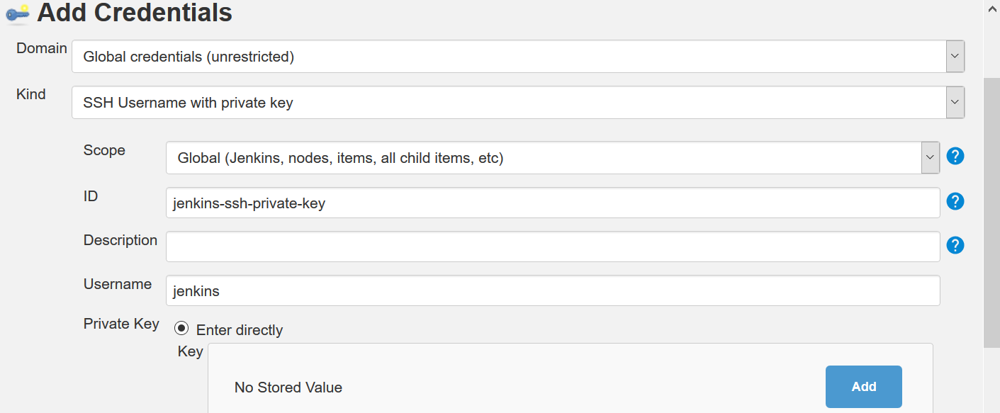 Add Credentials
Domain Global credentials (unrestricted)
Kind SSH Username with private key
Scope Global (Jenkins, nodes, items, all child items, etc)
ID jenkins-ssh-private-key
Description
Username jenkins
Private Key Enter directly
Key
No Stored Value Add